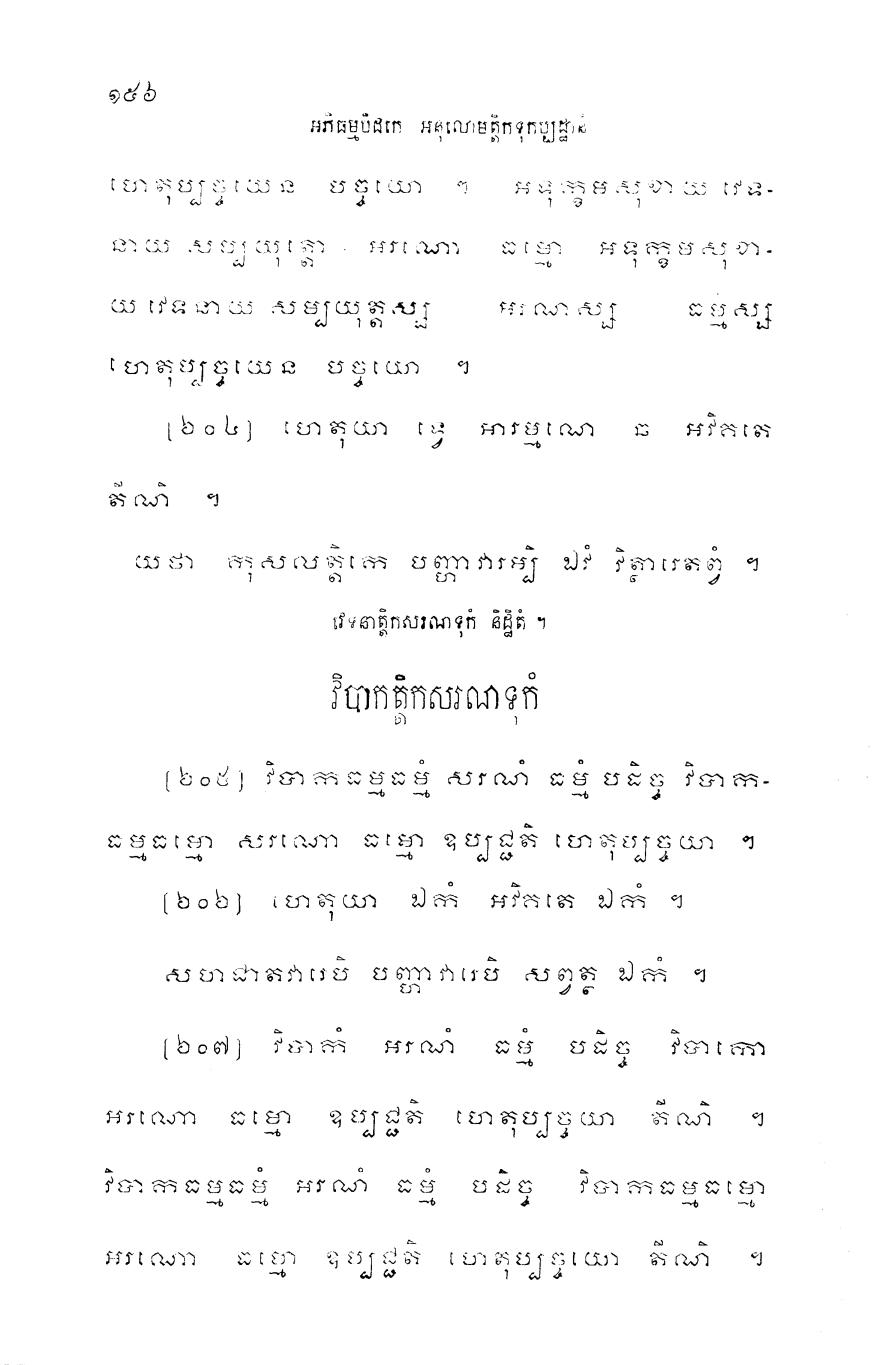 ១៥៦
អភិធម្មបិដកេ អនុលោមត្តិកទុកប្បដ្ឋានំ
ហេតុប្បច្ចយេន បច្ចយោ ។ អទុក្ខមសុខាយ វេទ-
នាយ សម្បយុត្តោ អរណោ ធម្មោ អទុក្ខមសុខា-
យ វេទនាយ សម្បយុត្តស្ស អរណស្ស ធម្មស្ស
ហេតុប្បច្ចយេន បច្ចយោ ។
[២០៤] ហេតុយា ទ្វេ អារម្មណេ ឆ អវិគតេ
តីណិ ។
យថា កុសលត្តិកេ បញ្ហាវារម្បិ ឯវំ វិត្ថារេតព្វំ ។
វេទនាត្តិកសរណទុកំ និដ្ឋិតំ ។
វិបាកត្តិកសរណទុកំ
[២០៥] វិបាកធម្មធម្មំ សរណំ ធម្មំ បដិច្ច វិបាក-
ធម្មធម្មោ សរណោ ធម្មោ ឧប្បជ្ជតិ ហេតុប្បច្ចយា ។
[២០៦] ហេតុយា ឯកំ អវិគតេ ឯកំ ។
សហជាតវារេបិ បញ្ហាវារេបិ សព្វត្ថ ឯកំ ។
[២០៧] វិបាកំ អរណំ ធម្មំ បដិច្ច វិបាកោ
អរណោ ធម្មោ ឧប្បជ្ជតិ ហេតុប្បច្ចយា តីណិ ។
វិបាកធម្មធម្មំ អរណំ ធម្មំ បដិច្ច វិបាកធម្មធម្មោ
អរណោ ធម្មោ ឧប្បជ្ជតិ ហេតុប្បច្ចយោ តីណិ ។